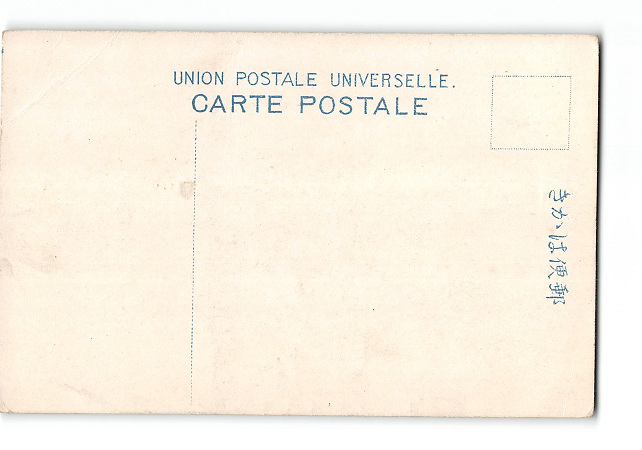 UNION POSTALE UNIVERSELLE.
CARTE POSTALE
郵便はかき